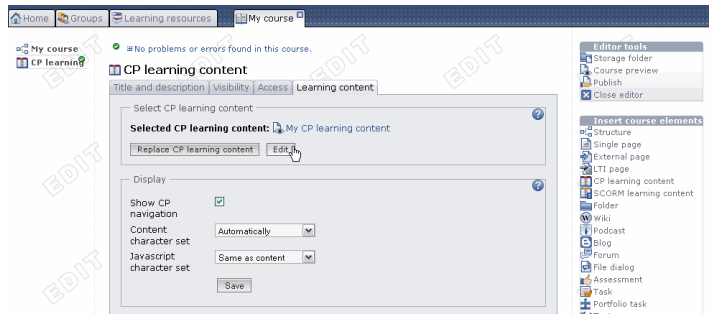 Home Groups Learning resources My course
My course
CP learning
No problems or errors found in this course.
CP learning content
Title and description Visibility Access Learning content
Select CP learning content
Selected CP learning content: My CP learning content
Replace CP learning content Edit
Display
Show CP navigation
Content character set Automatically
Javascript character set Same as content
Save
Editor tools
Storage folder
Course preview
Publish
Close editor
Insert course elements
Structure
Single page
External page
LTI page
CP learning content
SCORM learning content
Folder
Wiki
Podcast
Blog
Forum
File dialog
Assessment
Task
Portfolio task
EDIT
EDIT
EDIT
EDIT
EDIT
EDIT
EDIT